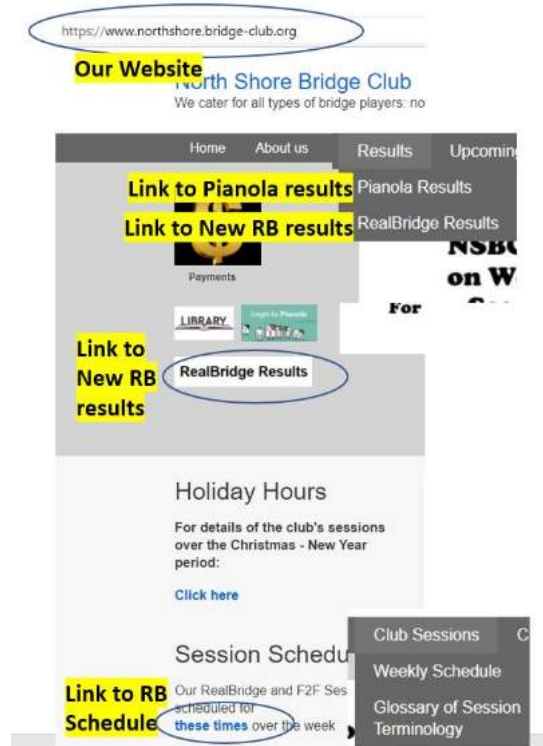 https://www.northshore.bridge-club.org
Our Website
North Shore Bridge Club
We cater for all types of bridge players: no
Home About us Results Upcoming
Link to Pianola results Pianola Results
Link to New RB results RealBridge Results
Payments
NSBC
on W
For
LIBRARY Login to Pianola
Link to
New RB
results
RealBridge Results
Holiday Hours
For details of the club's sessions
over the Christmas - New Year
period:
Click here
Club Sessions C
Weekly Schedule
Glossary of Session
Terminology
Session Schedu
Our RealBridge and F2F Ses
scheduled for
these times over the week
Link to RB
Schedule